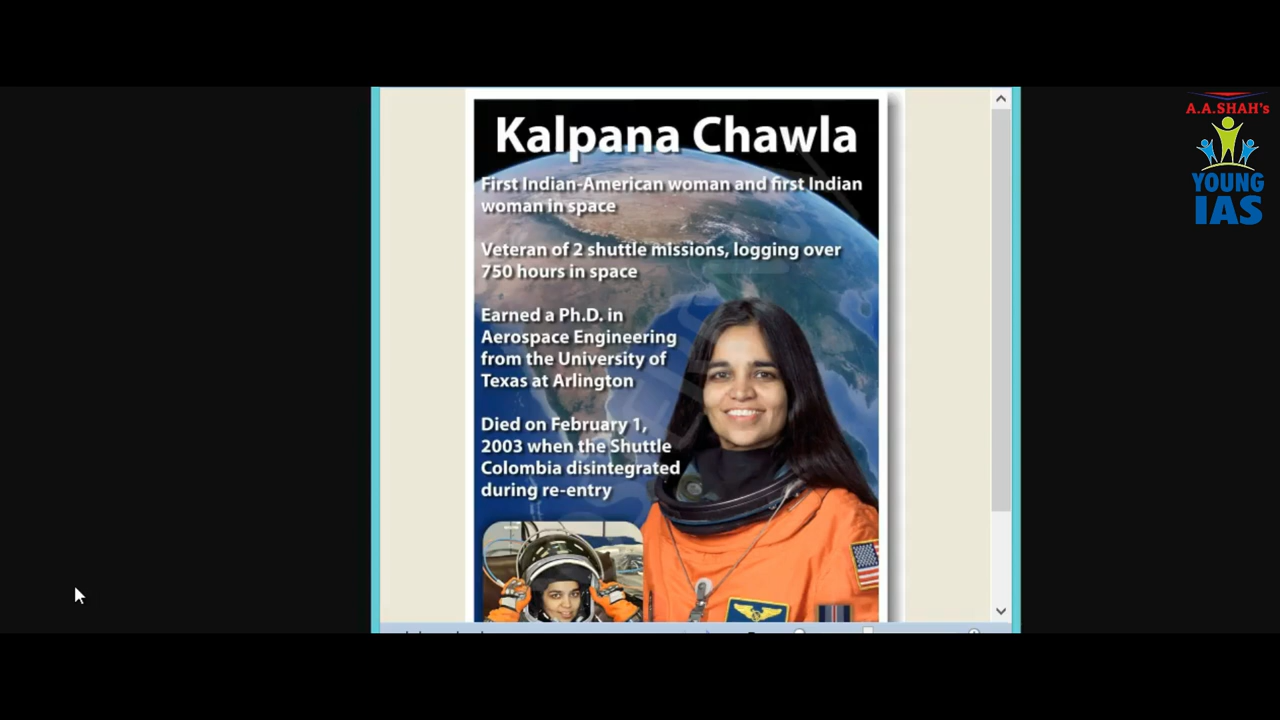 Kalpana Chawla
First Indian-American woman and first Indian
woman in space
Veteran of 2 shuttle missions, logging over
750 hours in space
Earned a Ph.D. in
Aerospace Engineering
from the University of
Texas at Arlington
Died on February 1,
2003 when the Shuttle
Colombia disintegrated
during re-entry
A.A.SHAH's
YOUNG
IAS